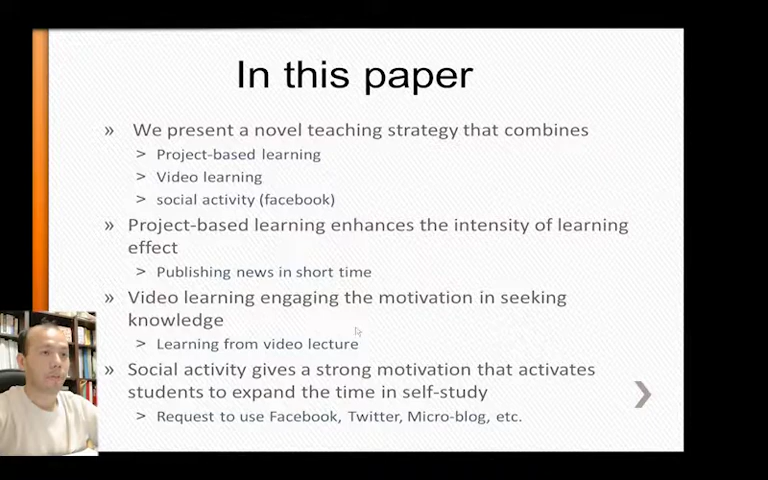 In this paper
» We present a novel teaching strategy that combines
> Project-based learning
> Video learning
> social activity (facebook)
» Project-based learning enhances the intensity of learning
effect
> Publishing news in short time
» Video learning engaging the motivation in seeking
knowledge
> Learning from video lecture
» Social activity gives a strong motivation that activates
students to expand the time in self-study
> Request to use Facebook, Twitter, Micro-blog, etc.